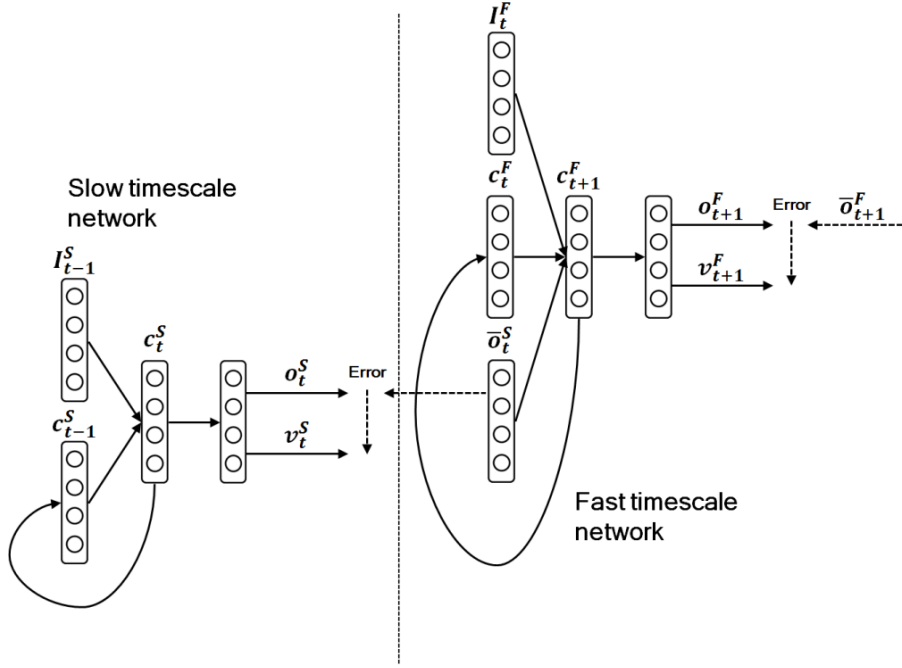 Slow timescale
network
I^S_{t-1}
c^S_{t-1}
c^S_t
o^S_t
v^S_t
Error
I^F_t
c^F_t
c^F_{t+1}
o̅^S_t
o^F_{t+1}
v^F_{t+1}
Error
o̅^F_{t+1}
Fast timescale
network